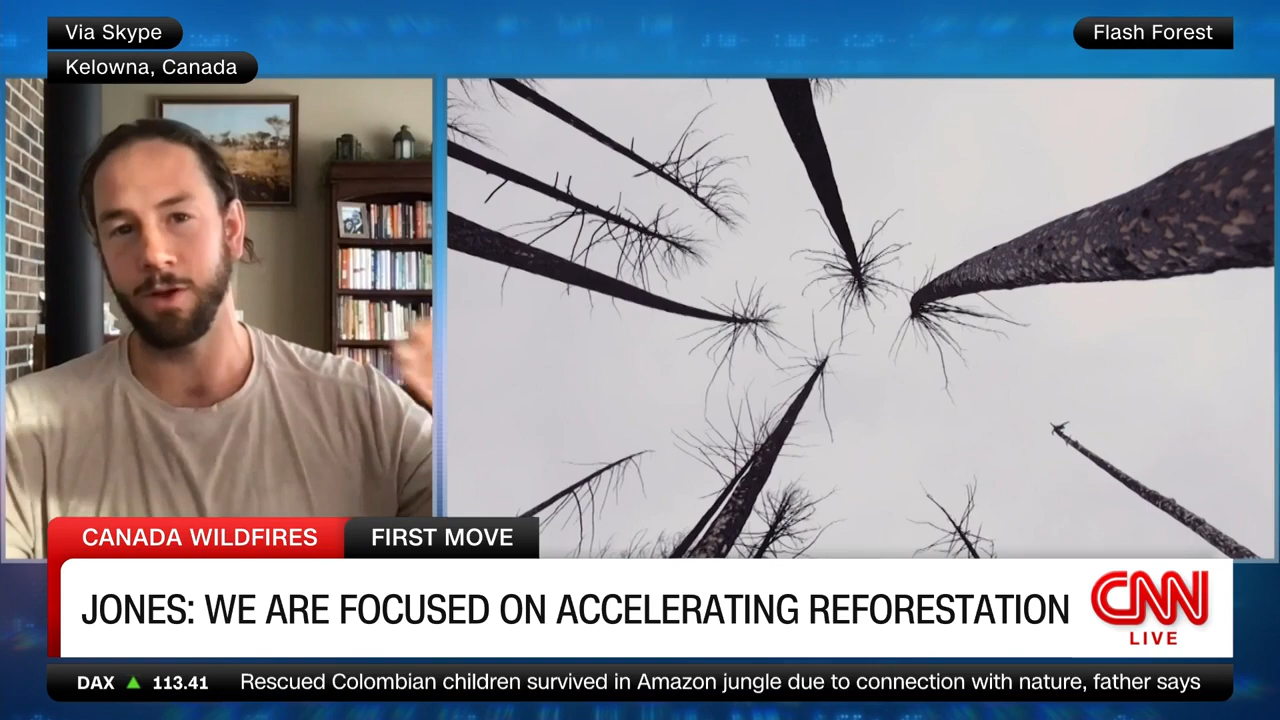 Via Skype
Flash Forest
Kelowna, Canada
CANADA WILDFIRES
FIRST MOVE
JONES: WE ARE FOCUSED ON ACCELERATING REFORESTATION
CNN
LIVE
DAX ▲ 113.41 Rescued Colombian children survived in Amazon jungle due to connection with nature, father says